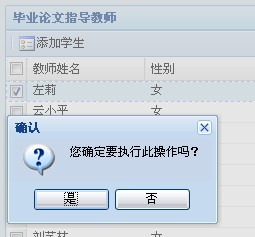 毕业论文指导教师
添加学生
教师姓名 性别
左莉 女
云小平 女
确认
您确定要执行此操作吗？
是 否